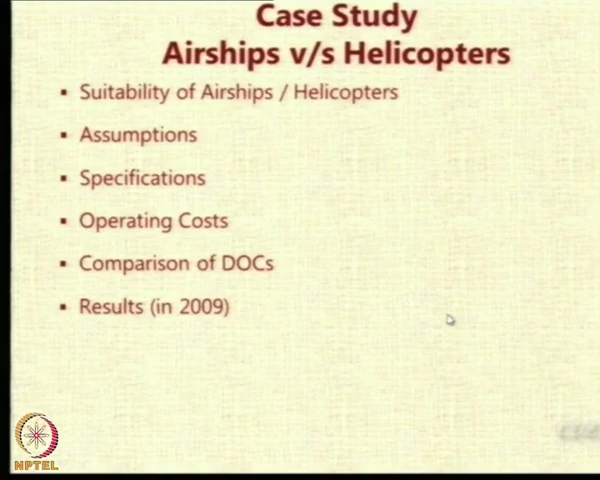 Case Study
Airships v/s Helicopters
▪ Suitability of Airships / Helicopters
▪ Assumptions
▪ Specifications
▪ Operating Costs
▪ Comparison of DOCs
▪ Results (in 2009)
NPTEL